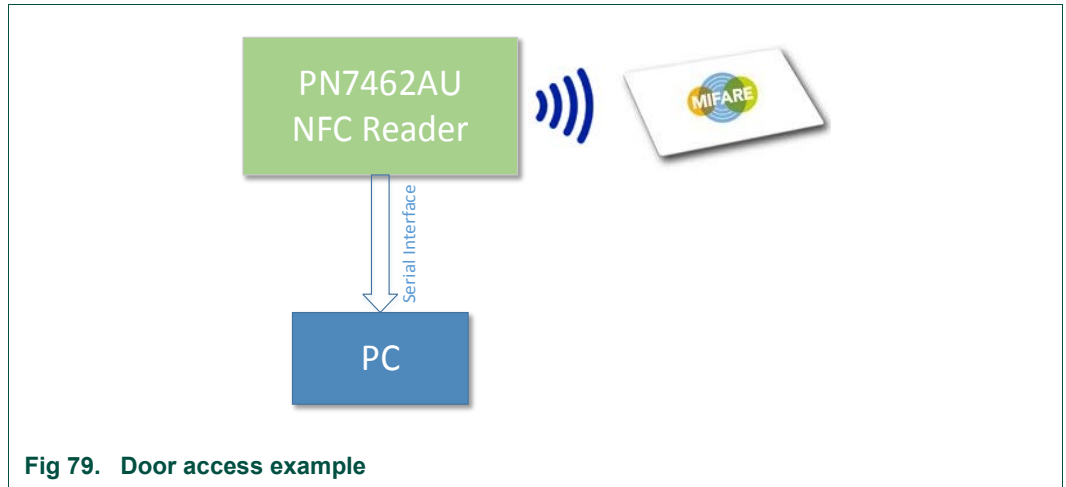 PN7462AU
NFC Reader
MIFARE
Serial Interface
PC
Fig 79. Door access example